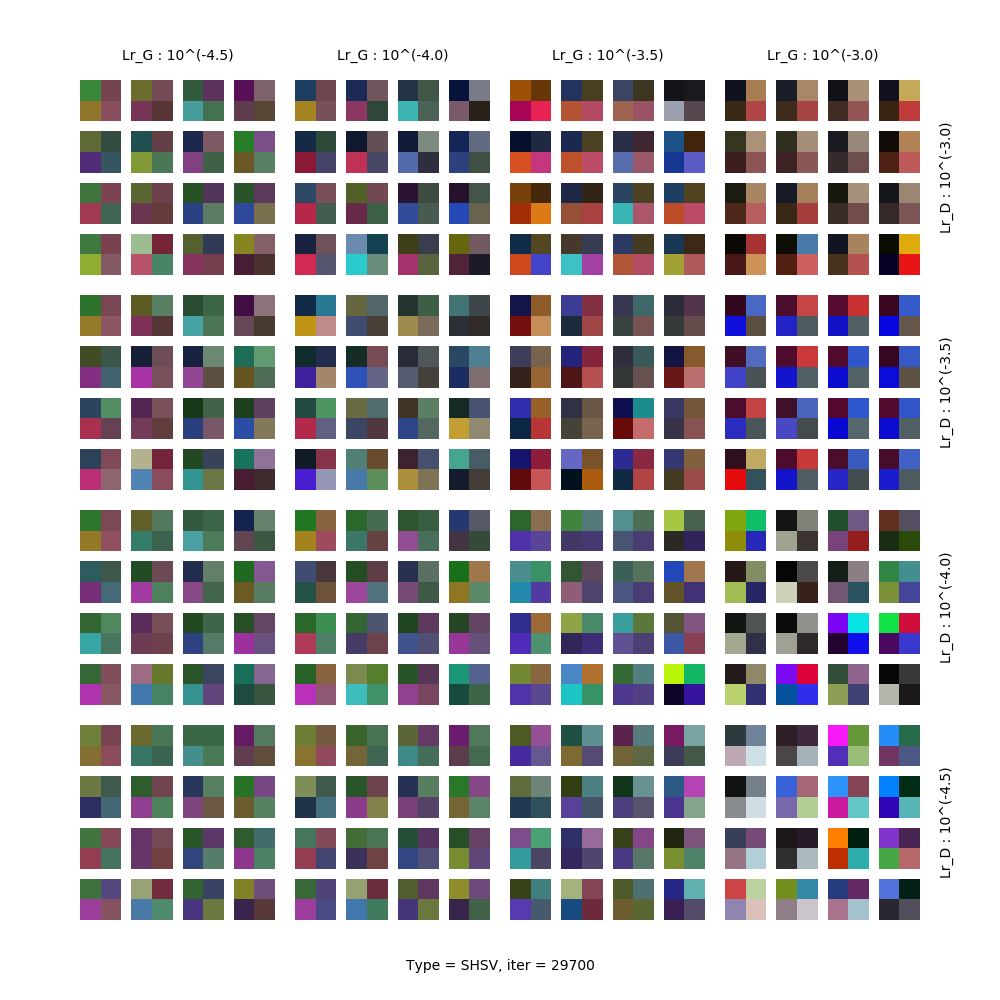 Lr_G : 10^(-4.5)
Lr_G : 10^(-4.0)
Lr_G : 10^(-3.5)
Lr_G : 10^(-3.0)
Lr_D : 10^(-3.0)
Lr_D : 10^(-3.5)
Lr_D : 10^(-4.0)
Lr_D : 10^(-4.5)
Type = SHSV, iter = 29700